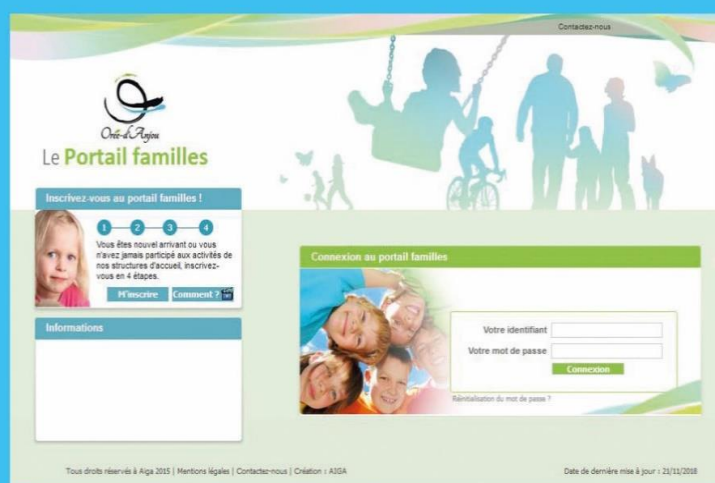 Contactez-nous
Orée-d'Anjou
Le Portail familles
Inscrivez-vous au portail familles !
1 2 3 4
Vous êtes nouvel arrivant ou vous
n'avez jamais participé aux activités de
nos structures d'accueil, inscrivez-
vous en 4 étapes.
M'inscrire Comment ?
Informations
Connexion au portail familles
Votre identifiant
Votre mot de passe
Connexion
Réinitialisation du mot de passe ?
Tous droits réservés à Aiga 2015 | Mentions légales | Contactez-nous | Création : AIGA
Date de dernière mise à jour : 21/11/2018